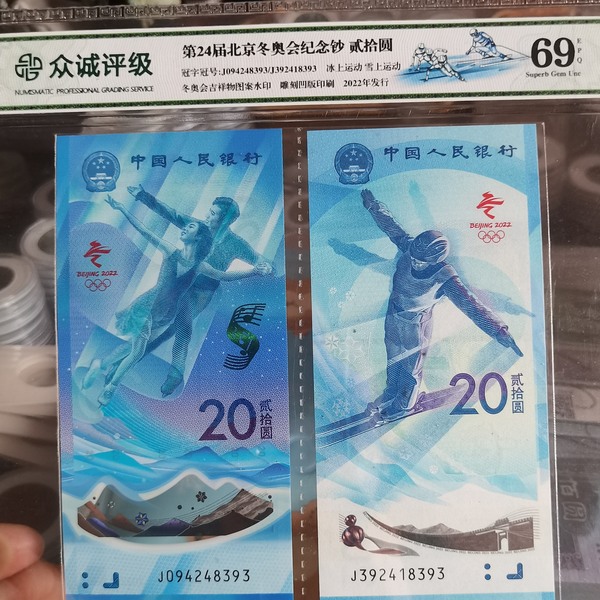 众诚评级
NUMISMATIC PROFESSIONAL GRADING SERVICE
第24届北京冬奥会纪念钞 贰拾圆
冠字冠号:J094248393/J392418393 冰上运动 雪上运动
冬奥会吉祥物图案水印 雕刻凹版印刷 2022年发行
69
EPQ
Superb Gem Unc
中国人民银行
BEIJING 2022
20
贰拾圆
J094248393
中国人民银行
BEIJING 2022
20
贰拾圆
J392418393